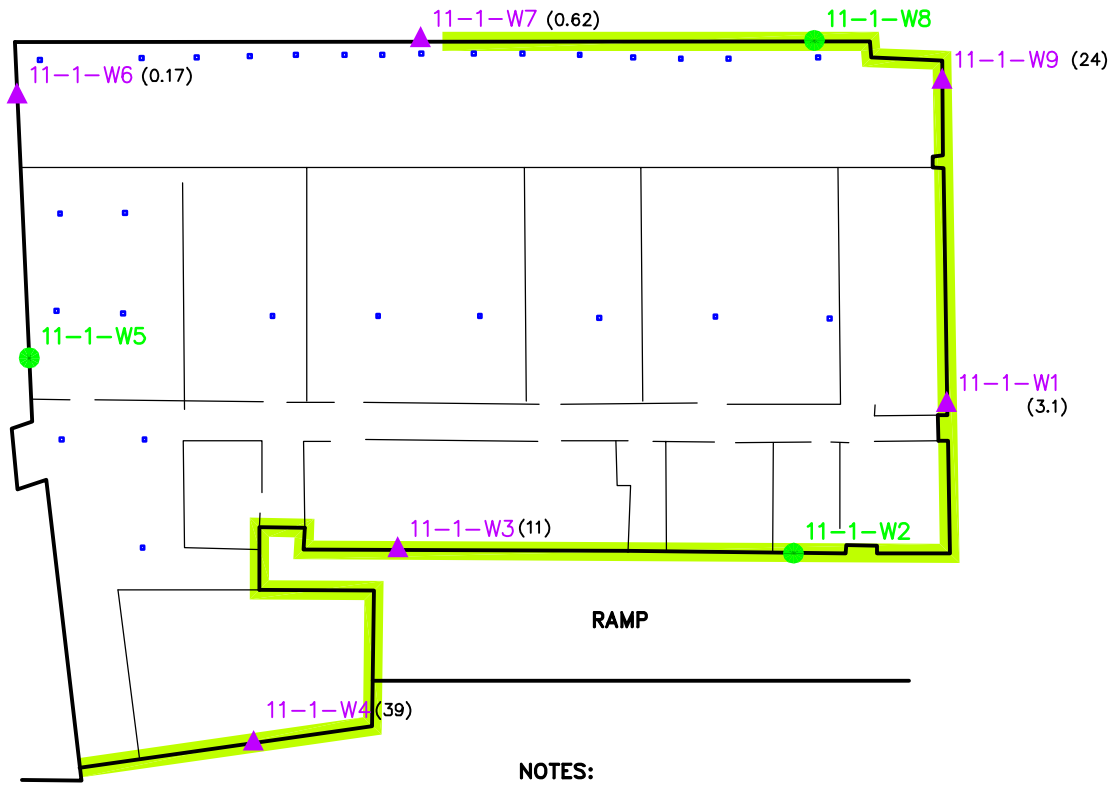 11-1-W7 (0.62)
11-1-W8
11-1-W9 (24)
11-1-W6 (0.17)
11-1-W5
11-1-W1
(3.1)
11-1-W3 (11)
11-1-W2
RAMP
11-1-W4 (39)
NOTES: